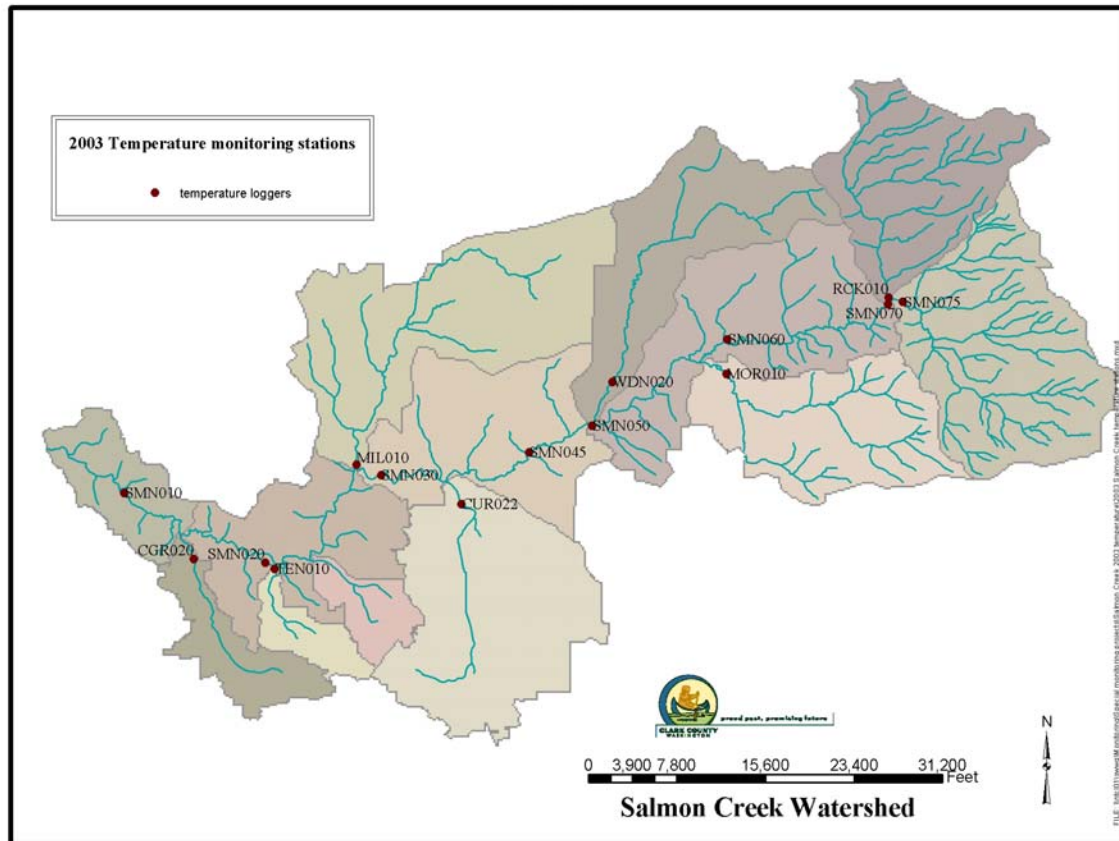 2003 Temperature monitoring stations
temperature loggers
RCK010
SMN075
SMN070
SMN060
MOR010
WDN020
SMN050
SMN045
MIL010
SMN030
SMN010
CUR022
CGR020
SMN020
TEN010
proud past, promising future
CLARK COUNTY
WASHINGTON
N
0 3,900 7,800 15,600 23,400 31,200
Feet
Salmon Creek Watershed